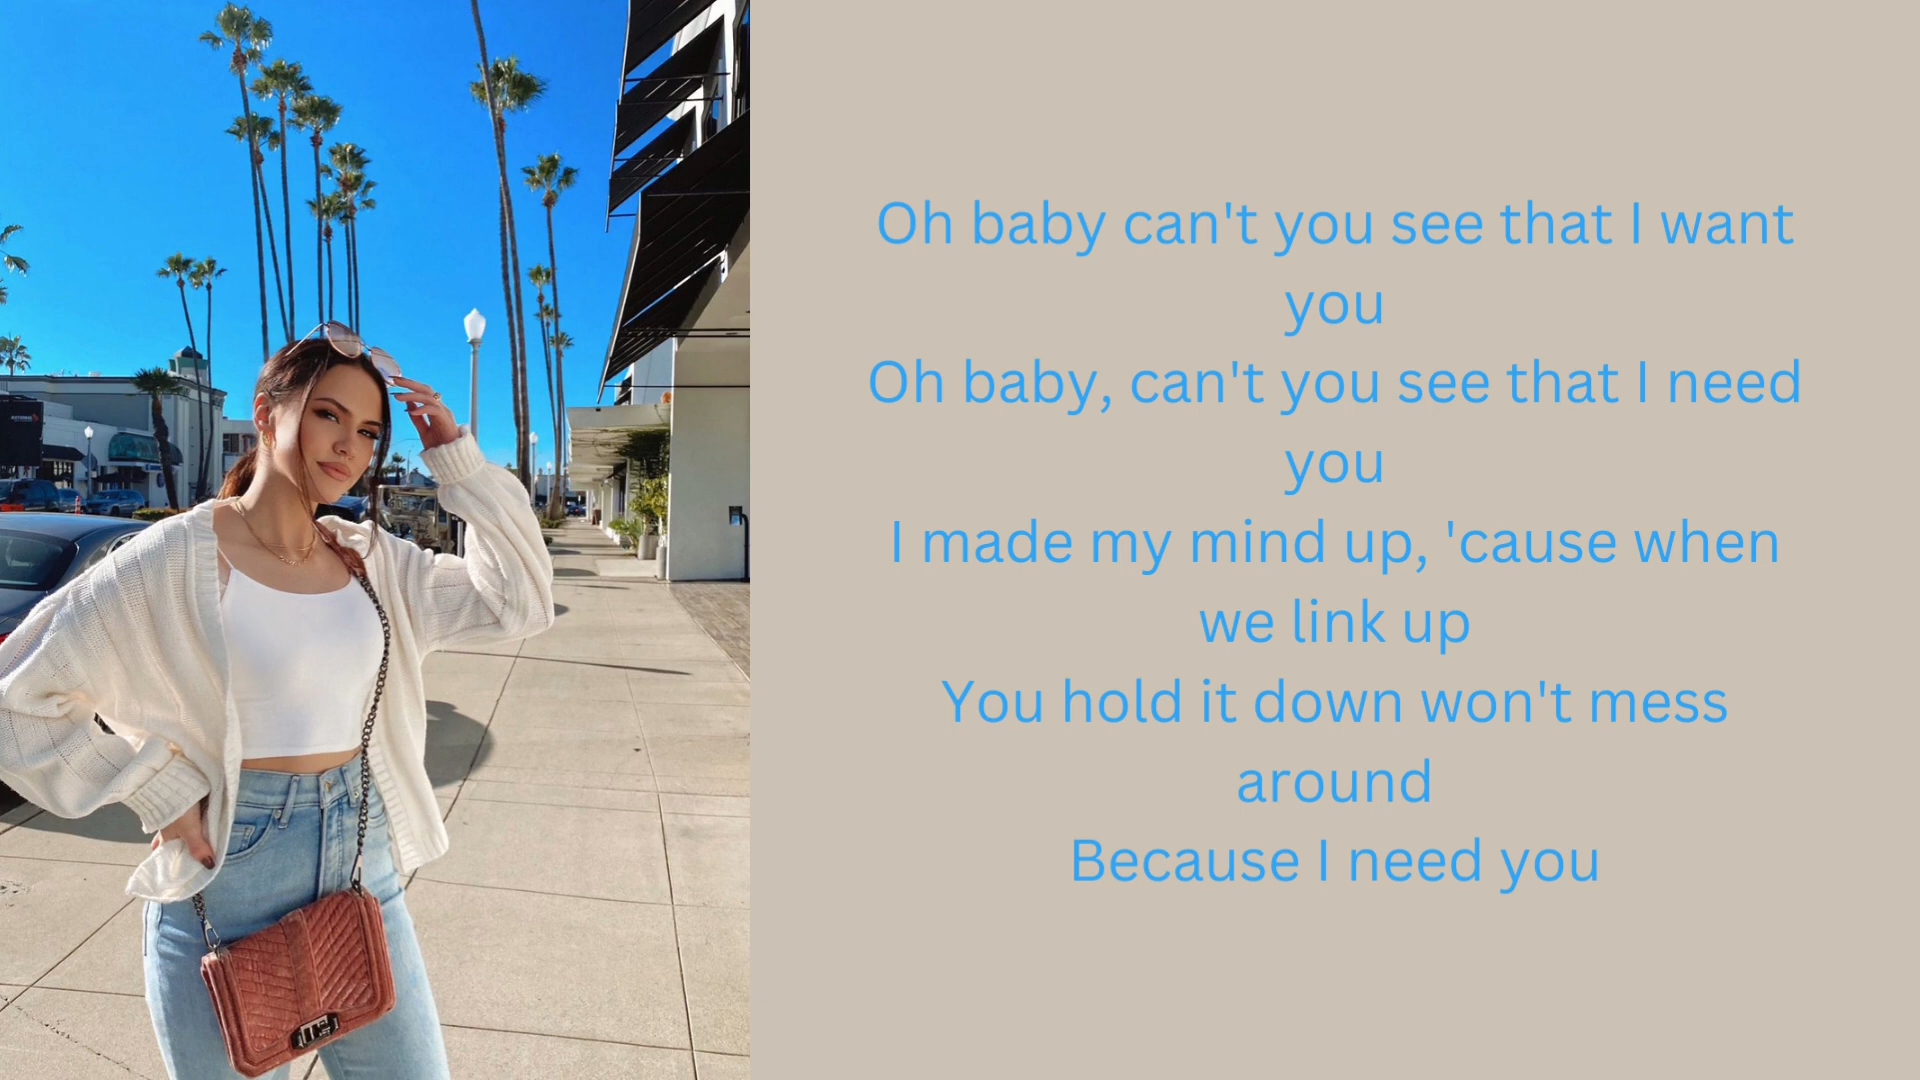 Oh baby can't you see that I want
you
Oh baby, can't you see that I need
you
I made my mind up, 'cause when
we link up
You hold it down won't mess
around
Because I need you